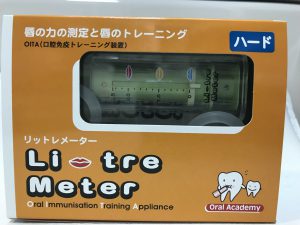 唇の力の測定と唇のトレーニング
OITA(口腔免疫トレーニング装置)
ハード
リットレメーター
Li tre
Meter
Oral Immunisation Training Appliance
Oral Academy